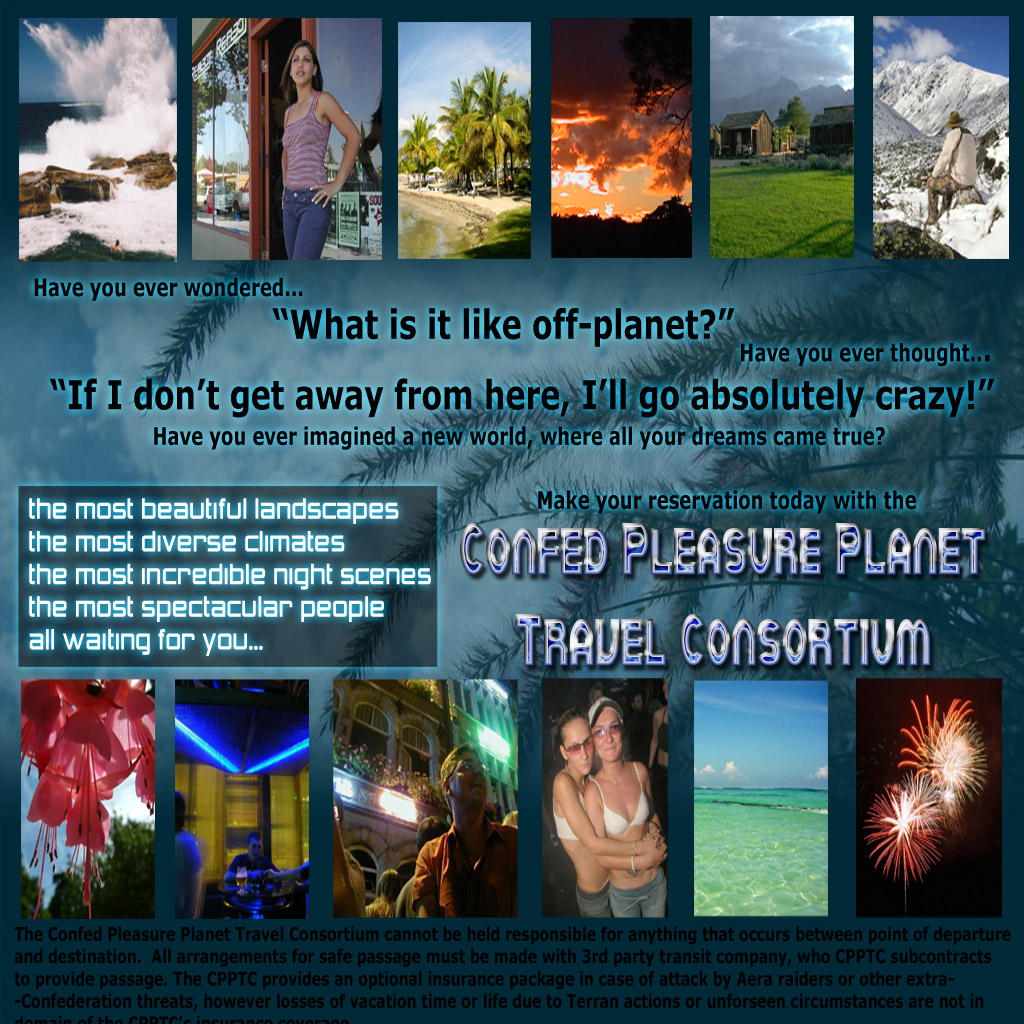 Have you ever wondered...
“What is it like off-planet?”
Have you ever thought...
“If I don’t get away from here, I’ll go absolutely crazy!”
Have you ever imagined a new world, where all your dreams came true?
the most beautiful landscapes
the most diverse climates
the most incredible night scenes
the most spectacular people
all waiting for you...
Make your reservation today with the
Confed Pleasure Planet
Travel Consortium
The Confed Pleasure Planet Travel Consortium cannot be held responsible for anything that occurs between point of departure
and destination.  All arrangements for safe passage must be made with 3rd party transit company, who CPPTC subcontracts
to provide passage. The CPPTC provides an optional insurance package in case of attack by Aera raiders or other extra-
-Confederation threats, however losses of vacation time or life due to Terran actions or unforseen circumstances are not in
domain of the CPPTC’s insurance coverage